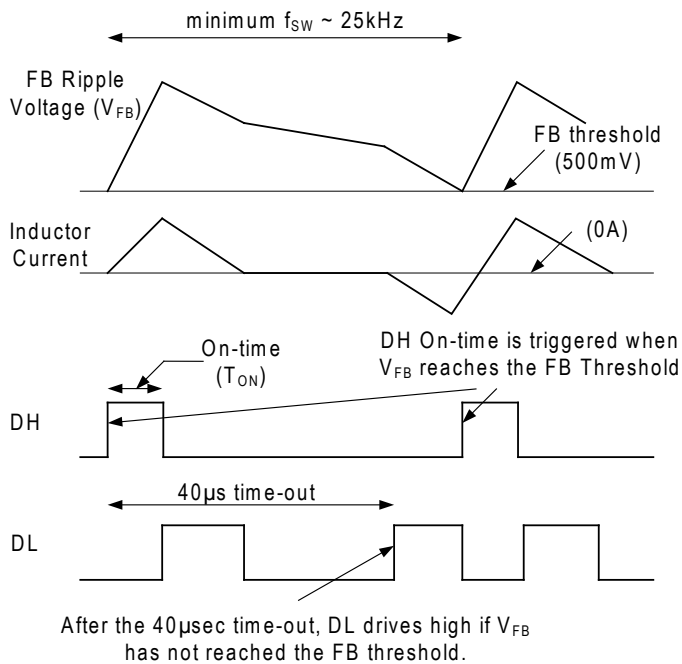 minimum fSW ~ 25kHz
FB Ripple
Voltage (VFB)
FB threshold
(500mV)
Inductor
Current
(0A)
DH On-time is triggered when
VFB reaches the FB Threshold
On-time
(TON)
DH
40µs time-out
DL
After the 40µsec time-out, DL drives high if VFB
has not reached the FB threshold.